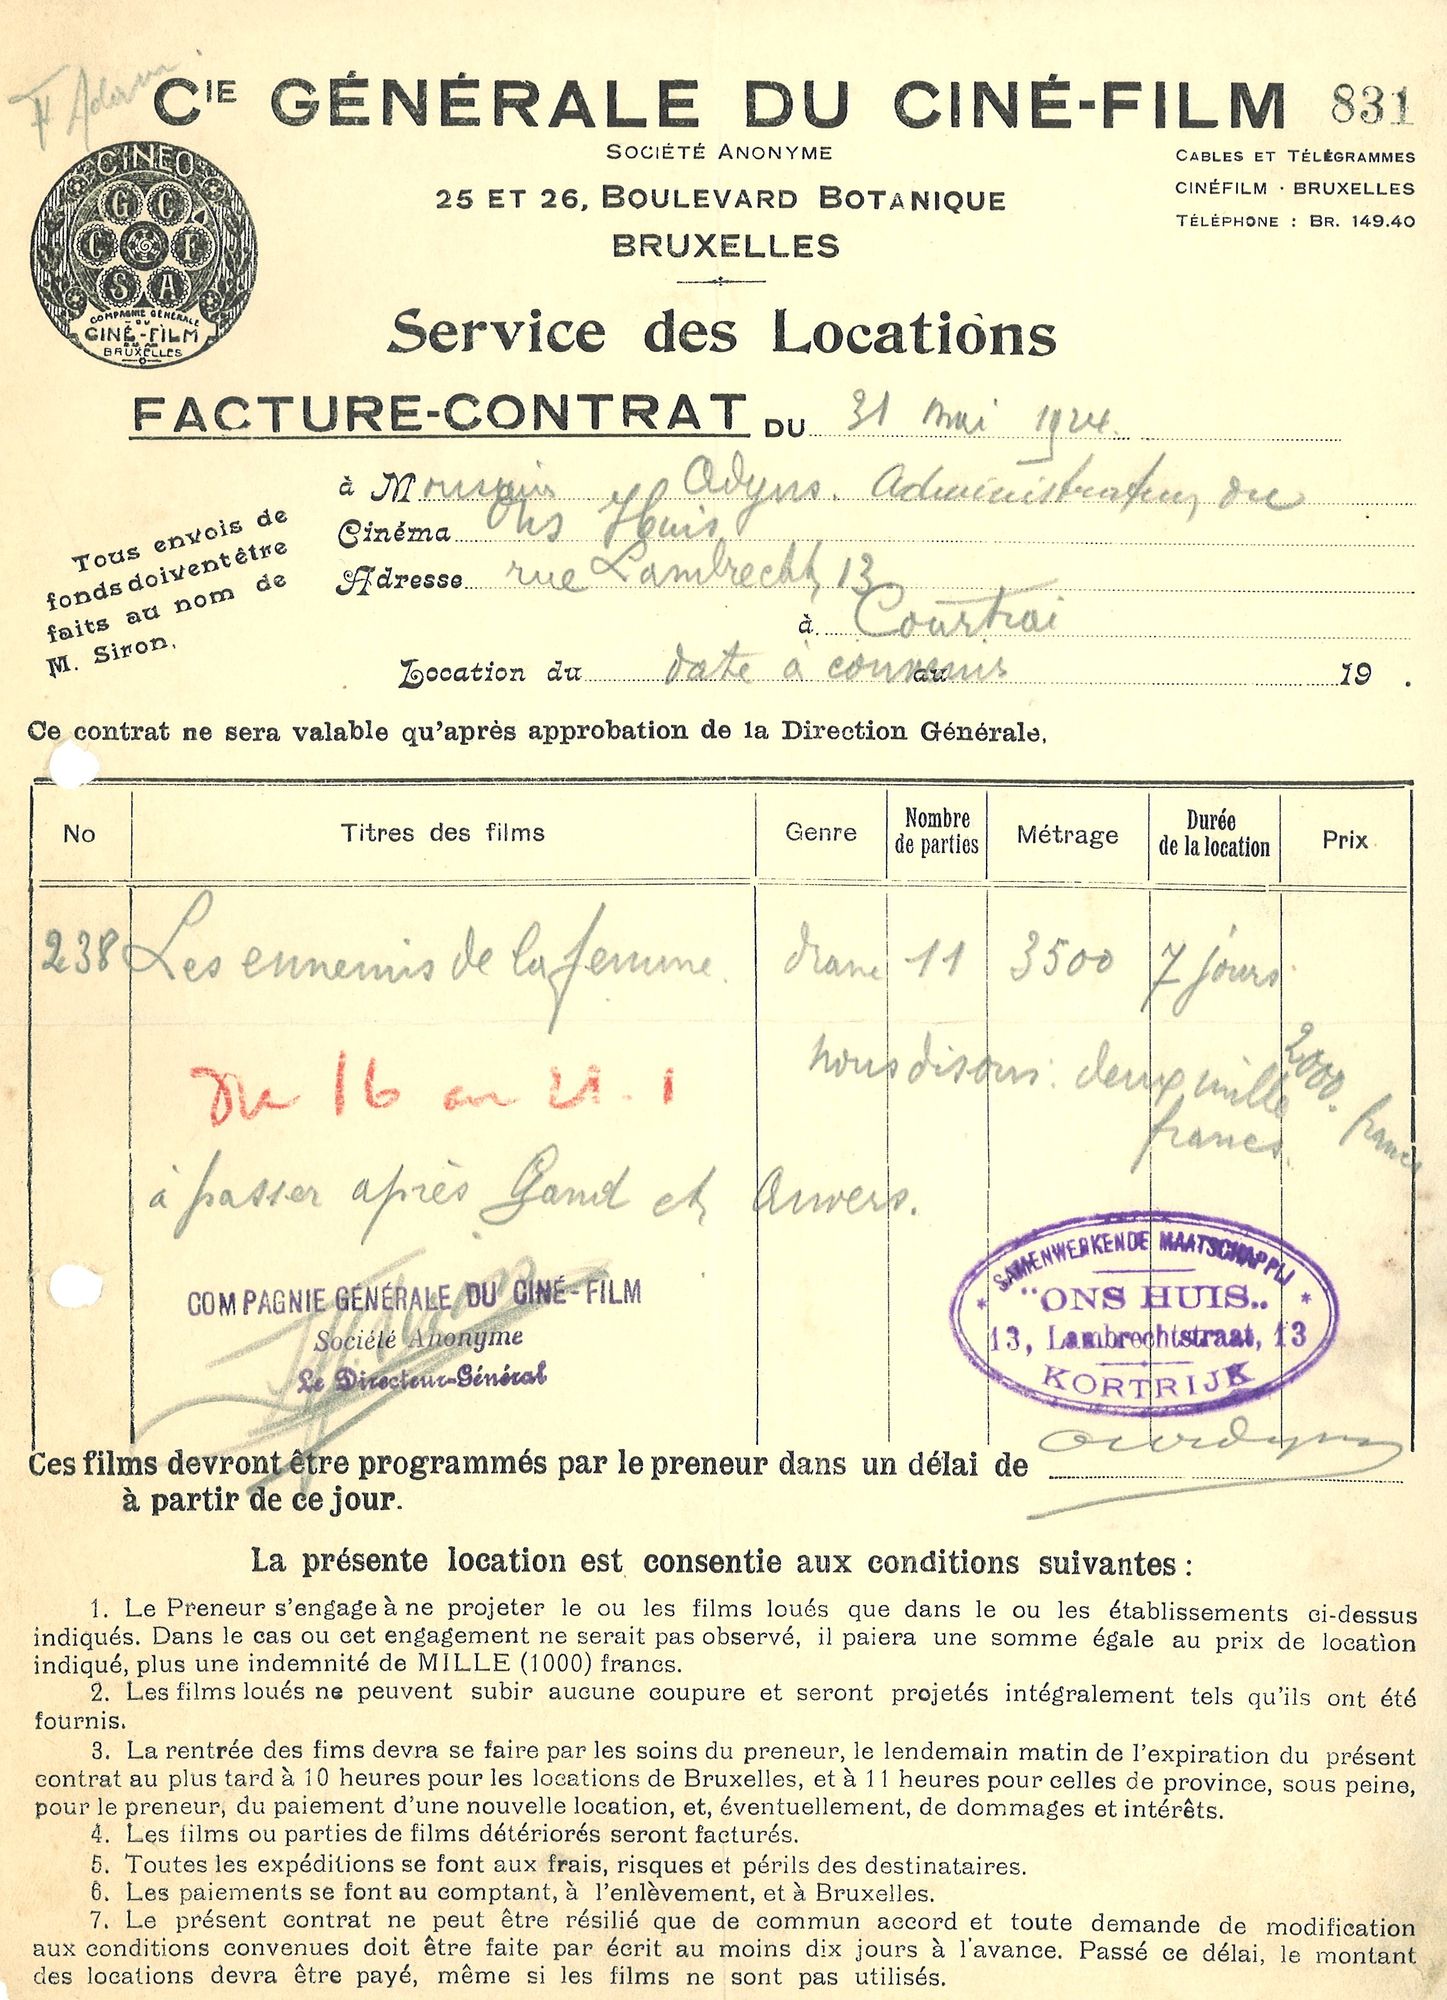 F Adam
CIE GÉNÉRALE DU CINÉ-FILM 831
SOCIÉTÉ ANONYME
25 ET 26, BOULEVARD BOTANIQUE
BRUXELLES
CABLES ET TÉLÉGRAMMES
CINÉFILM · BRUXELLES
TÉLÉPHONE : BR. 149.40
CINEO
G C
C F
S A
COMPAGNIE GÉNÉRALE
DU
CINÉ-FILM
BRUXELLES
Service des Locations
FACTURE-CONTRAT DU 31 mai 1924.
à Monsieur Adyns. Administrateur du
Cinéma Ons Huis
Adresse rue Lambrecht, 13
à Courtrai
Tous envois de
fonds doivent être
faits au nom de
M. Siron.
Location du date à convenir au 19 .
Ce contrat ne sera valable qu'après approbation de la Direction Générale.
No Titres des films Genre Nombre de parties Métrage Durée de la location Prix
238 Les ennemis de la femme. drame 11 3500 7 jours
2000. francs
nous disons : deux mille
francs.
Du 16 au 21.1
à passer après Gand et Anvers.
COMPAGNIE GÉNÉRALE DU CINÉ-FILM
Société Anonyme
Le Directeur-Général
SAMENWERKENDE MAATSCHAPPIJ
"ONS HUIS„
13, Lambrechtstraat, 13
KORTRIJK
Ces films devront être programmés par le preneur dans un délai de
à partir de ce jour.
La présente location est consentie aux conditions suivantes :
1. Le Preneur s'engage à ne projeter le ou les films loués que dans le ou les établissements ci-dessus
indiqués. Dans le cas ou cet engagement ne serait pas observé, il paiera une somme égale au prix de location
indiqué, plus une indemnité de MILLE (1000) francs.
2. Les films loués ne peuvent subir aucune coupure et seront projetés intégralement tels qu'ils ont été
fournis.
3. La rentrée des fims devra se faire par les soins du preneur, le lendemain matin de l'expiration du présent
contrat au plus tard à 10 heures pour les locations de Bruxelles, et à 11 heures pour celles de province, sous peine,
pour le preneur, du paiement d'une nouvelle location, et, éventuellement, de dommages et intérêts.
4. Les films ou parties de films détériorés seront facturés.
5. Toutes les expéditions se font aux frais, risques et périls des destinataires.
6. Les paiements se font au comptant, à l'enlèvement, et à Bruxelles.
7. Le présent contrat ne peut être résilié que de commun accord et toute demande de modification
aux conditions convenues doit être faite par écrit au moins dix jours à l'avance. Passé ce délai, le montant
des locations devra être payé, même si les films ne sont pas utilisés.